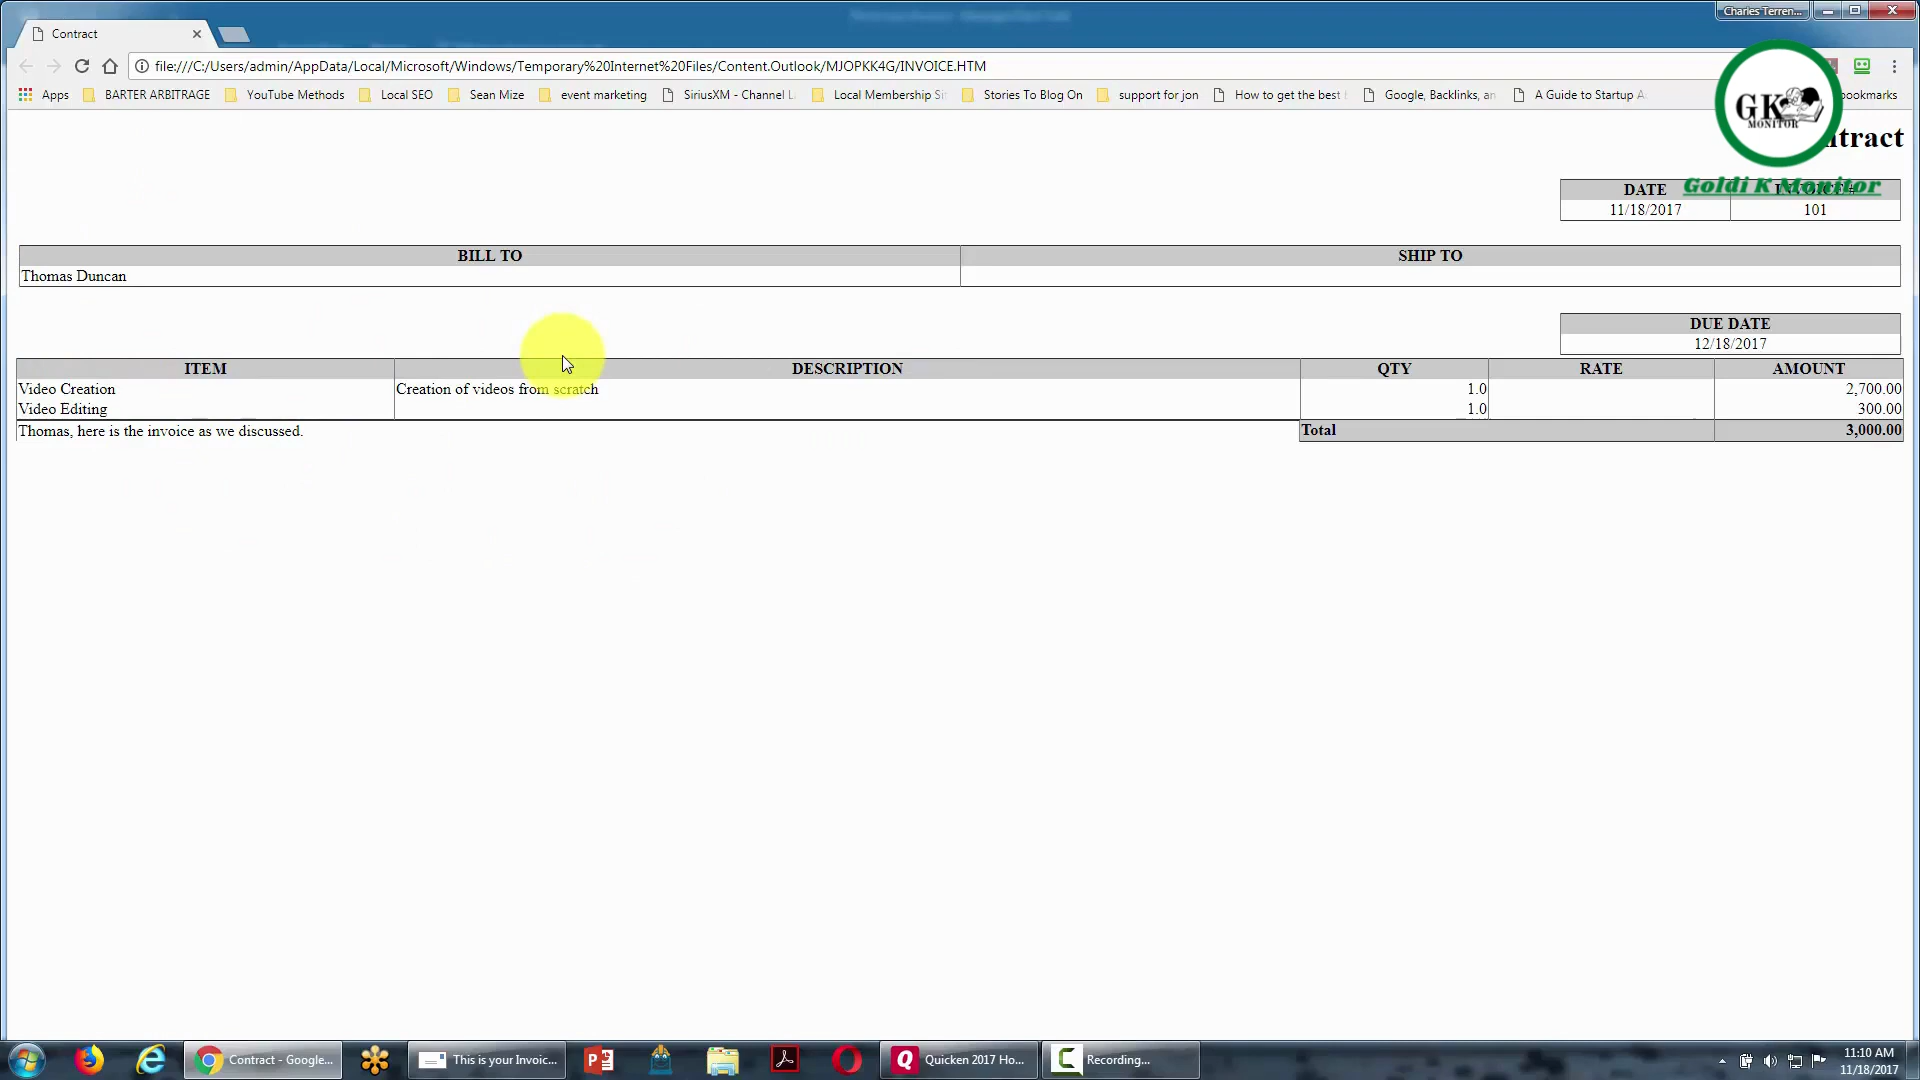 Charles Terren...
Contract
file:///C:/Users/admin/AppData/Local/Microsoft/Windows/Temporary%20Internet%20Files/Content.Outlook/MJOPKK4G/INVOICE.HTM
Apps BARTER ARBITRAGE YouTube Methods Local SEO Sean Mize event marketing SiriusXM - Channel Local Membership Si Stories To Blog On support for jon How to get the best Google, Backlinks, an A Guide to Startup A bookmarks
GK
MONITOR
ntract
Goldi K Monitor
DATE INVOICE #
11/18/2017 101
BILL TO SHIP TO
Thomas Duncan
DUE DATE
12/18/2017
ITEM DESCRIPTION QTY RATE AMOUNT
Video Creation Creation of videos from scratch 1.0 2,700.00
Video Editing 1.0 300.00
Thomas, here is the invoice as we discussed. Total 3,000.00
Contract - Google... This is your Invoic... Quicken 2017 Ho... Recording...
11:10 AM
11/18/2017